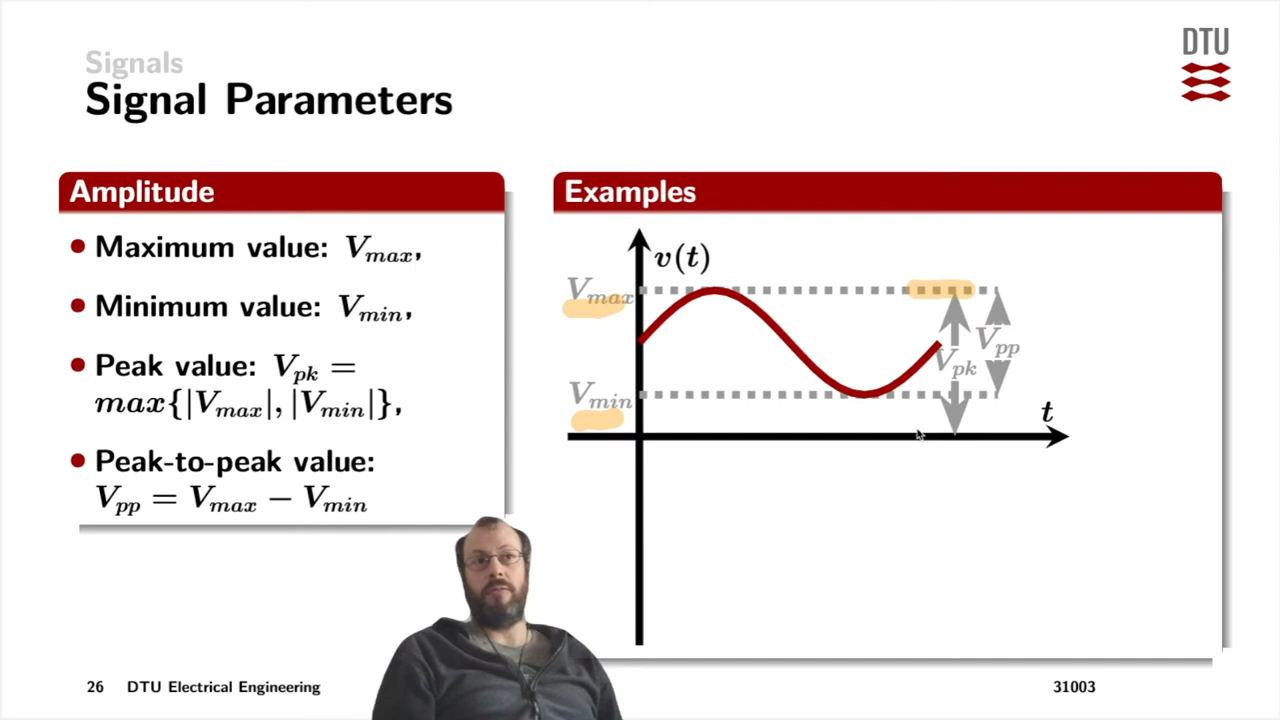 Signals
Signal Parameters
DTU
Amplitude
Maximum value: V_max,
Minimum value: V_min,
Peak value: V_pk =
max{|V_max|, |V_min|},
Peak-to-peak value:
V_pp = V_max − V_min
Examples
v(t)
V_max
V_pp
V_pk
V_min
t
26 DTU Electrical Engineering
31003